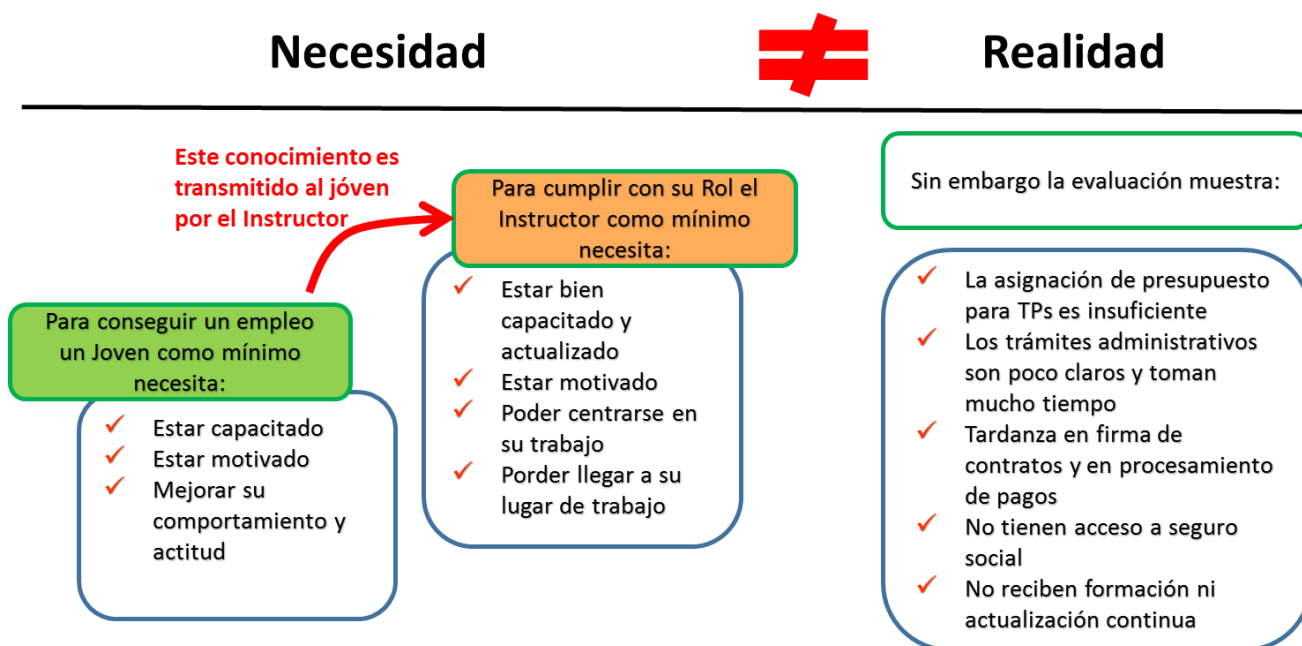 Necesidad
≠
Realidad
Este conocimiento es
transmitido al jóven
por el Instructor
Para conseguir un empleo
un Joven como mínimo
necesita:
Estar capacitado
Estar motivado
Mejorar su
comportamiento y
actitud
Para cumplir con su Rol el
Instructor como mínimo
necesita:
Estar bien
capacitado y
actualizado
Estar motivado
Poder centrarse en
su trabajo
Porder llegar a su
lugar de trabajo
Sin embargo la evaluación muestra:
La asignación de presupuesto
para TPs es insuficiente
Los trámites administrativos
son poco claros y toman
mucho tiempo
Tardanza en firma de
contratos y en procesamiento
de pagos
No tienen acceso a seguro
social
No reciben formación ni
actualización continua